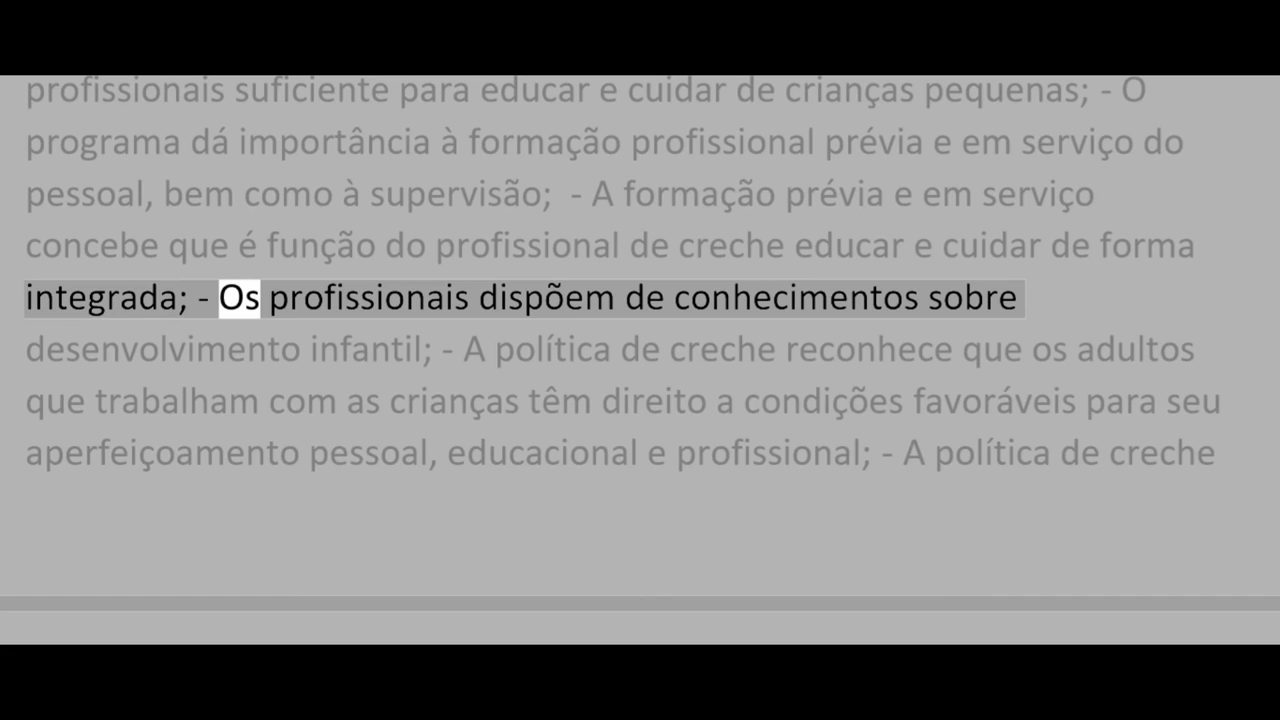 profissionais suficiente para educar e cuidar de crianças pequenas; - O
programa dá importância à formação profissional prévia e em serviço do
pessoal, bem como à supervisão;  - A formação prévia e em serviço
concebe que é função do profissional de creche educar e cuidar de forma
integrada; - Os profissionais dispõem de conhecimentos sobre
desenvolvimento infantil; - A política de creche reconhece que os adultos
que trabalham com as crianças têm direito a condições favoráveis para seu
aperfeiçoamento pessoal, educacional e profissional; - A política de creche